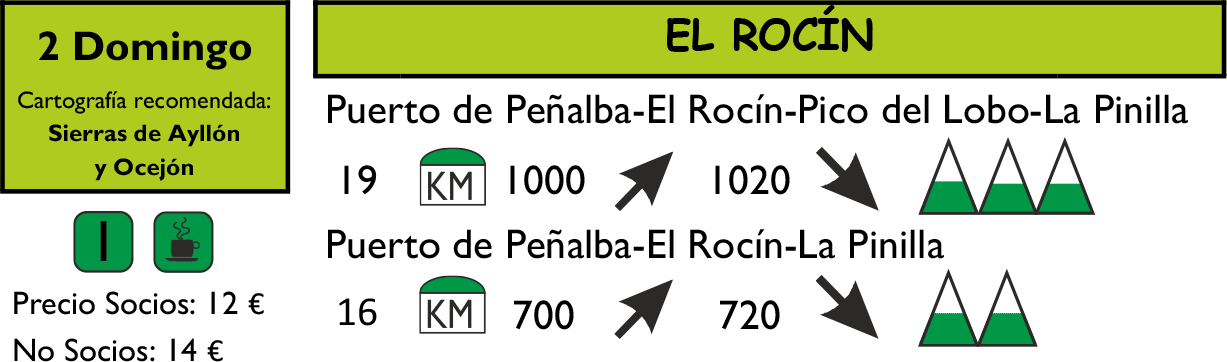 2 Domingo
Cartografía recomendada:
Sierras de Ayllón
y Ocejón
I
Precio Socios: 12 €
No Socios: 14 €
EL ROCÍN
Puerto de Peñalba-El Rocín-Pico del Lobo-La Pinilla
19 KM 1000 1020
Puerto de Peñalba-El Rocín-La Pinilla
16 KM 700 720